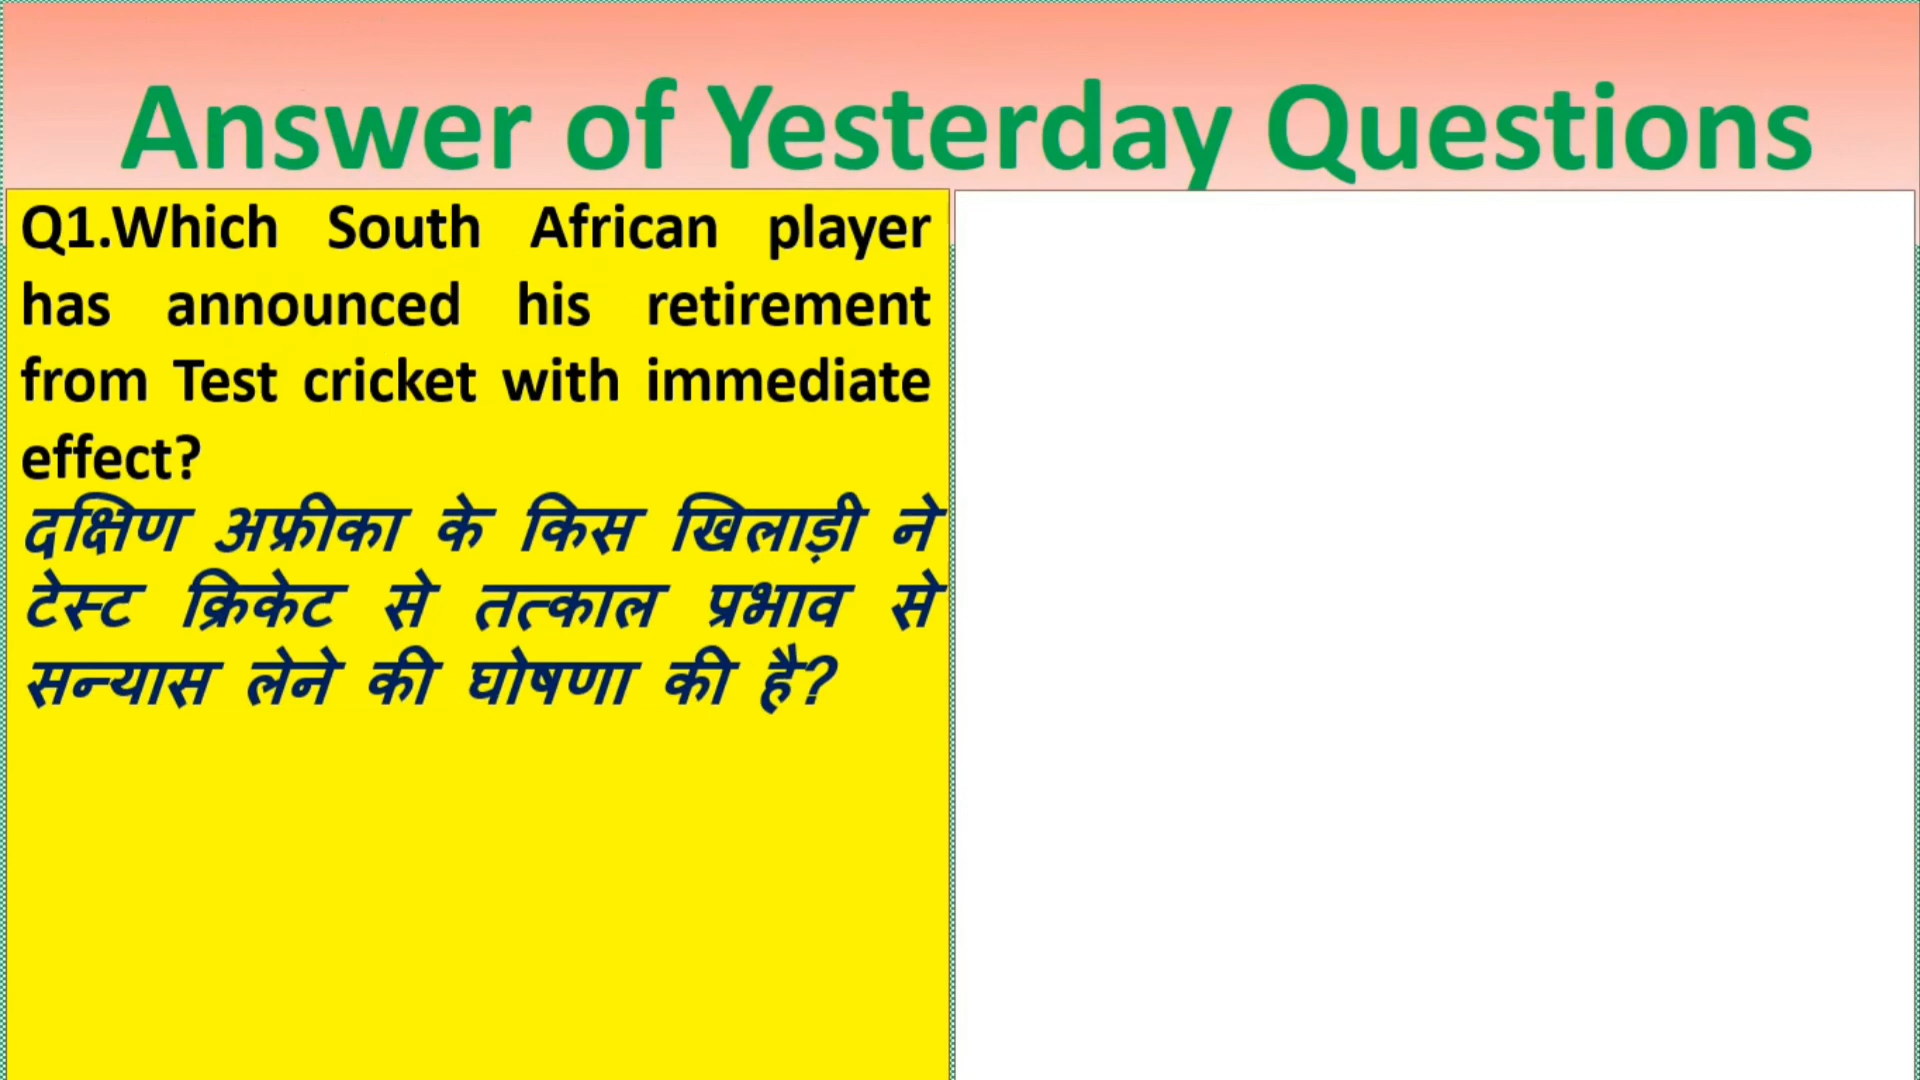 Answer of Yesterday Questions
Q1.Which South African player
has announced his retirement
from Test cricket with immediate
effect?
दक्षिण अफ्रीका के किस खिलाड़ी ने
टेस्ट क्रिकेट से तत्काल प्रभाव से
सन्यास लेने की घोषणा की है?